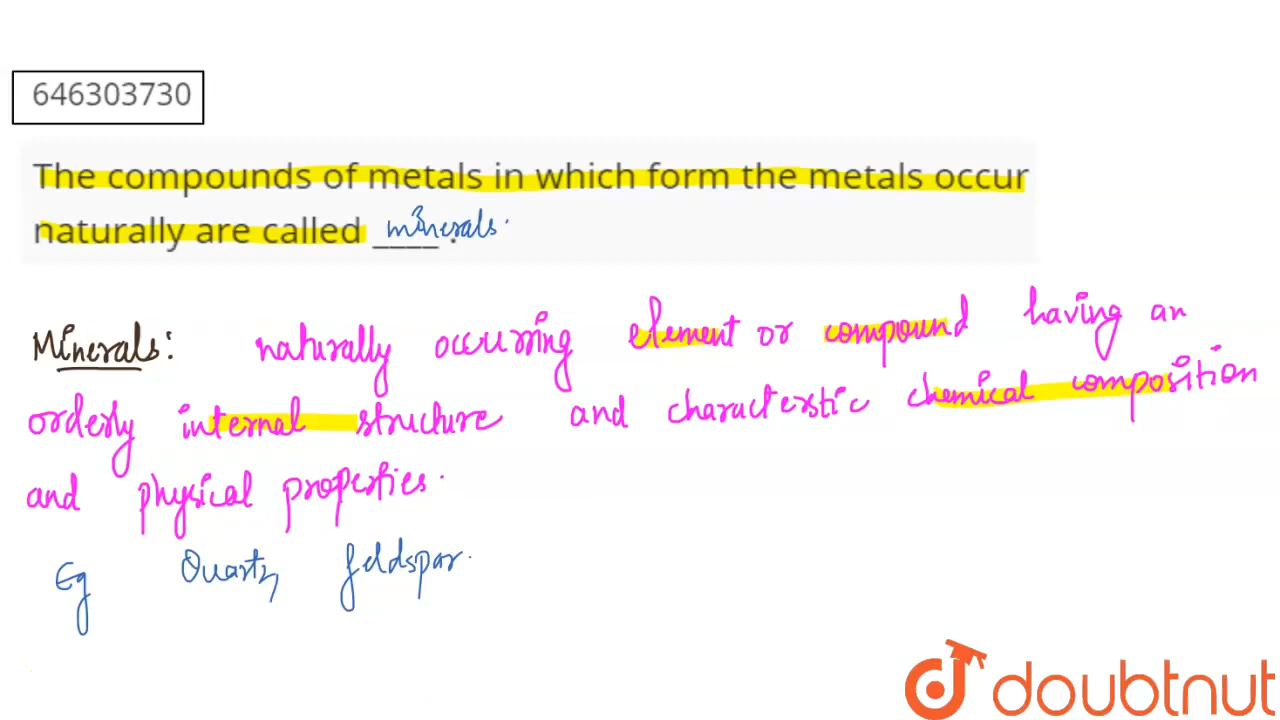 646303730
The compounds of metals in which form the metals occur
naturally are called ____ . minerals.
Minerals: naturally occurring element or compound having an
orderly internal structure and characterstic chemical composition
and physical properties.
Eg Quartz, feldspar.
doubtnut